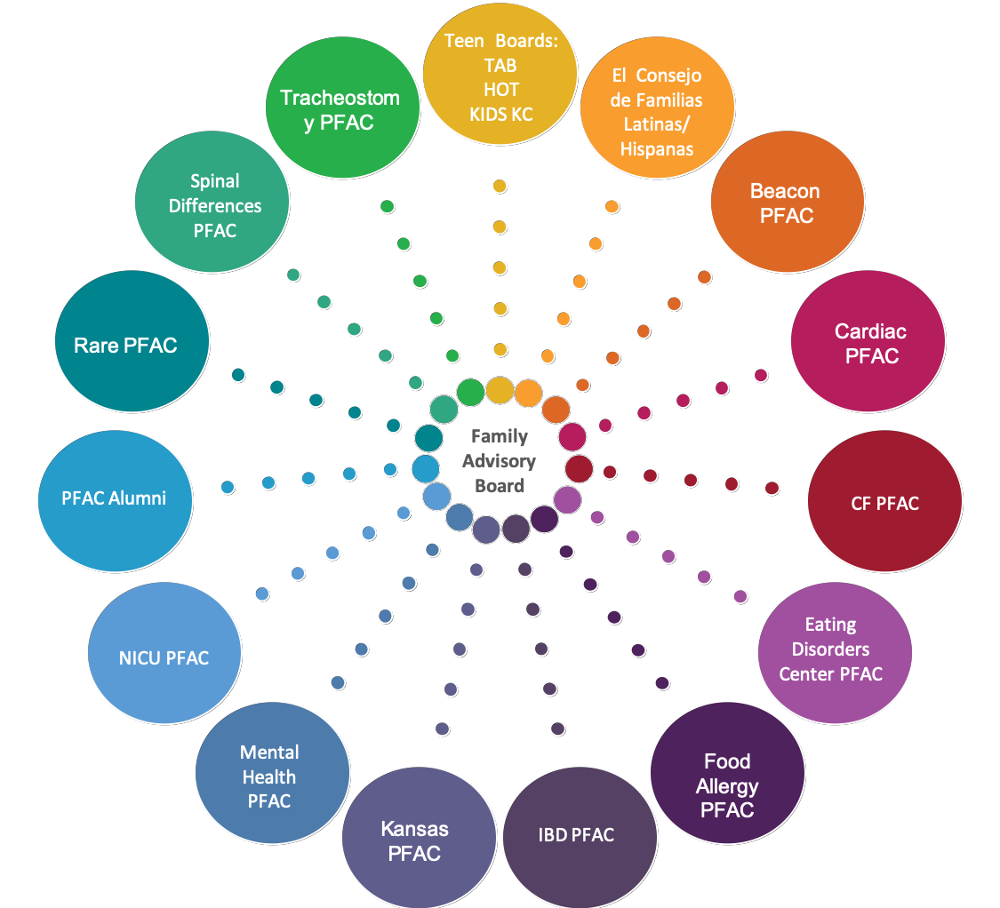 Teen Boards:
TAB
HOT
KIDS KC
El Consejo
de Familias
Latinas/
Hispanas
Beacon
PFAC
Cardiac
PFAC
CF PFAC
Eating
Disorders
Center PFAC
Food
Allergy
PFAC
IBD PFAC
Kansas
PFAC
Mental
Health
PFAC
NICU PFAC
PFAC Alumni
Rare PFAC
Spinal
Differences
PFAC
Tracheostom
y PFAC
Family
Advisory
Board